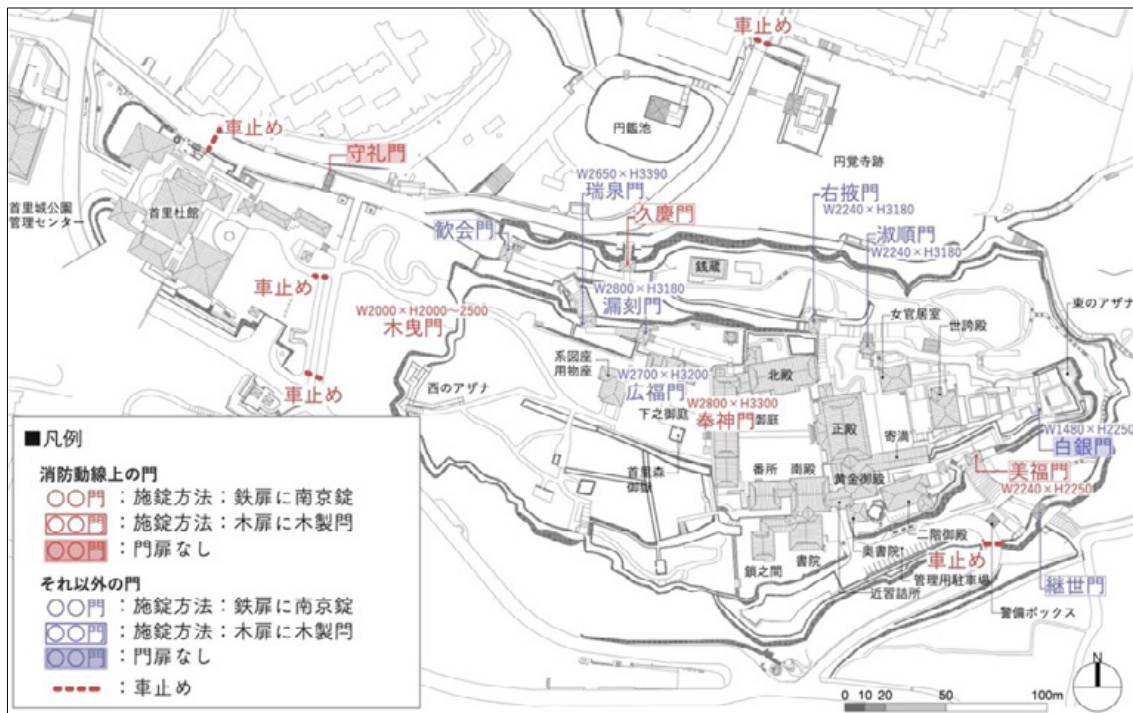 車止め
円鑑池
車止め
守礼門
円覚寺跡
W2650×H3390
瑞泉門
右掖門
W2240×H3180
首里城公園
管理センター
首里杜館
久慶門
歓会門
淑順門
W2240×H3180
銭蔵
車止め
W2800×H3180
漏刻門
東のアザナ
W2000×H2000～2500
木曳門
女官居室
世誇殿
系図座
用物座
北殿
車止め
西のアザナ
W2700×H3200
広福門
W2800×H3300
奉神門
下之御庭
御庭
正殿
寄満
W1480×H2250
白銀門
首里森
御嶽
番所
南殿
黄金御殿
美福門
W2240×H2250
二階御殿
奥書院
車止め
鎖之間
書院
管理用駐車場
近習詰所
継世門
警備ボックス
■凡例
消防動線上の門
○○門：施錠方法：鉄扉に南京錠
○○門：施錠方法：木扉に木製閂
○○門：門扉なし
それ以外の門
○○門：施錠方法：鉄扉に南京錠
○○門：施錠方法：木扉に木製閂
○○門：門扉なし
：車止め
N
0 10 20 50 100m